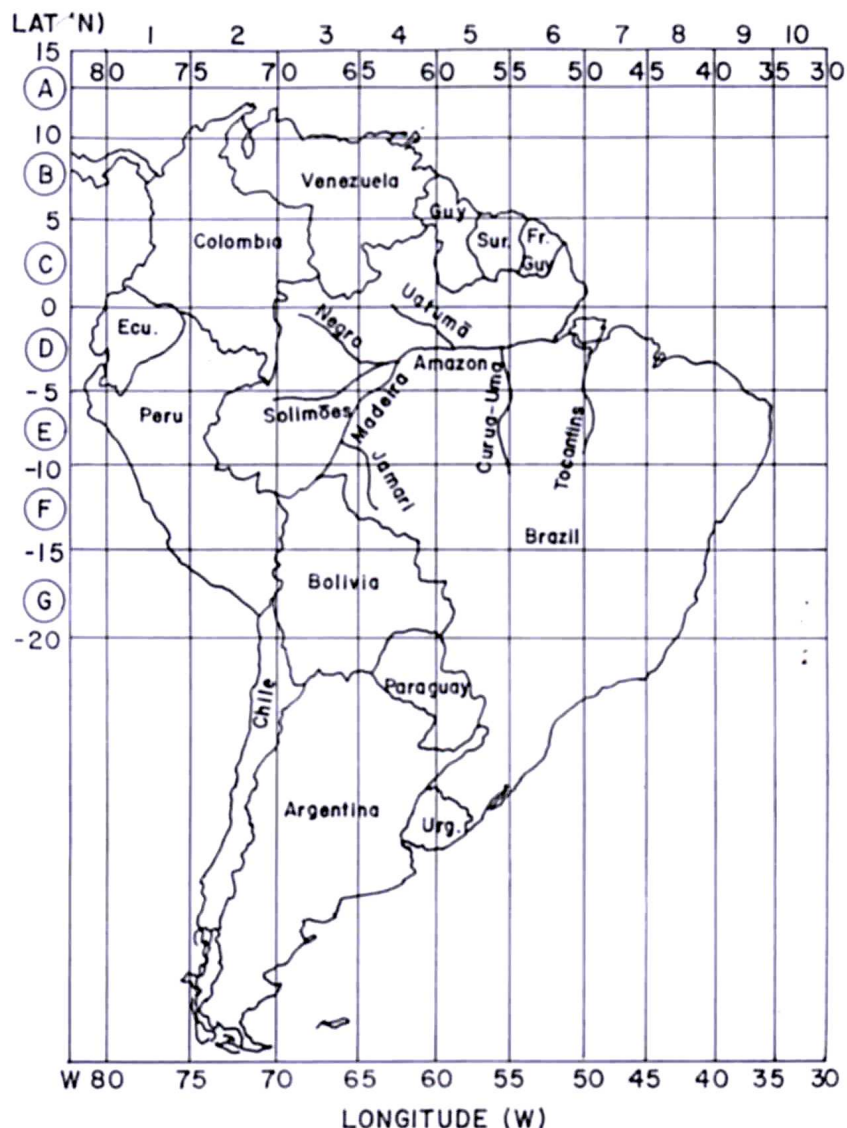 LAT (N)
1 2 3 4 5 6 7 8 9 10
15
80 75 70 65 60 55 50 45 40 35 30
A
10
B
Venezuela
Guy
5
Colombia
Sur.
Fr.
Guy
C
0
Ecu.
Negra
Uatumã
D
Amazon
-5
Peru
Solimões
Madeira
Curua-Una
Tocantins
E
-10
Jamari
F
Brazil
-15
Bolivia
G
-20
Paraguay
Chile
Argentina
Urg.
W 80 75 70 65 60 55 50 45 40 35 30
LONGITUDE (W)